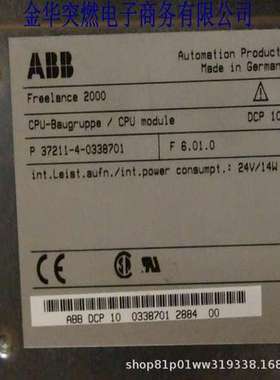 金华突燃电子商务有限公司
ABB
Automation Product
Made in German
Freelance 2000
CPU-Baugruppe / CPU module
DCP 10
P 37211-4-0338701
F 6.01.0
int.Leist.aufn./int.power consumpt.: 24V/14W
CE
ABB DCP 10 0338701 2884 00
shop81p01ww319338.168